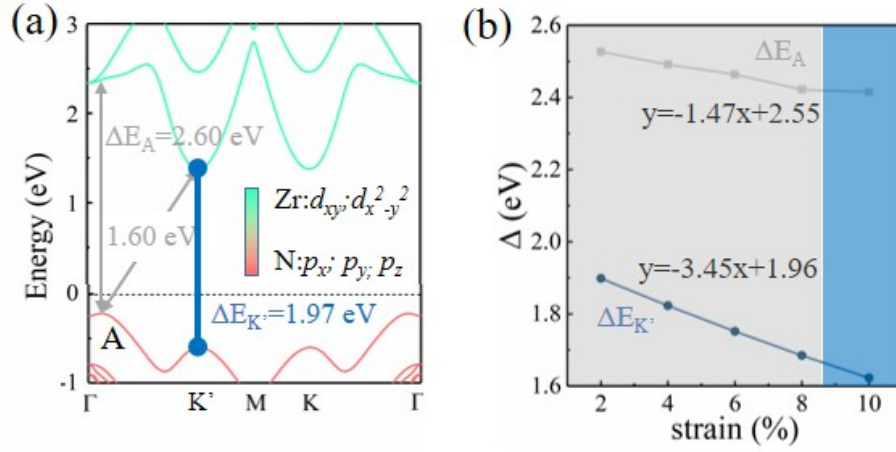 (a)
3
2
1
0
-1
Energy (eV)
ΔE_A=2.60 eV
1.60 eV
Zr:d_xy; d_x²-y²
N:p_x; p_y; p_z
ΔE_K’=1.97 eV
A
Γ K’ M K Γ
(b)
2.6
2.4
2.2
2.0
1.8
1.6
Δ (eV)
ΔE_A
y=-1.47x+2.55
y=-3.45x+1.96
ΔE_K’
2 4 6 8 10
strain (%)